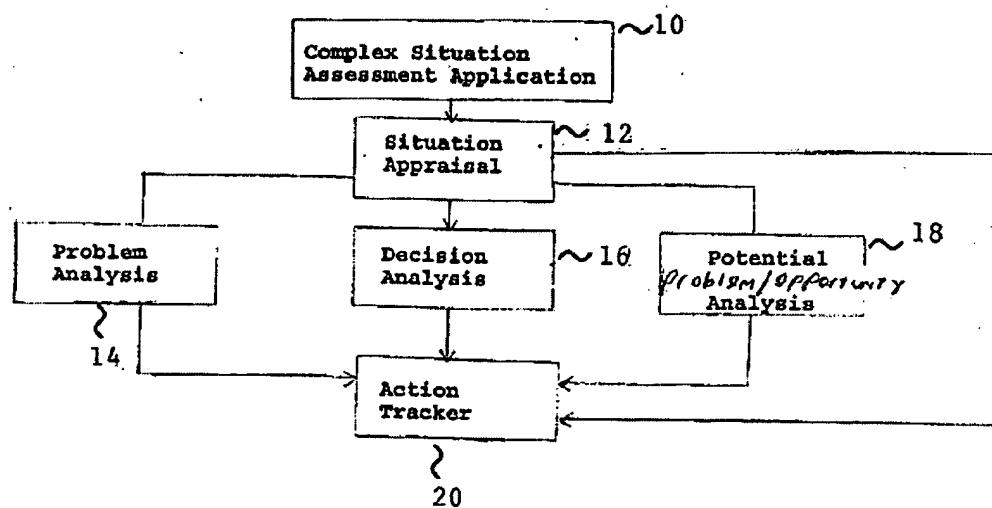 10
Complex Situation
Assessment Application
12
Situation
Appraisal
Problem
Analysis
14
Decision
Analysis
16
18
Potential
Problem/Opportunity
Analysis
Action
Tracker
20